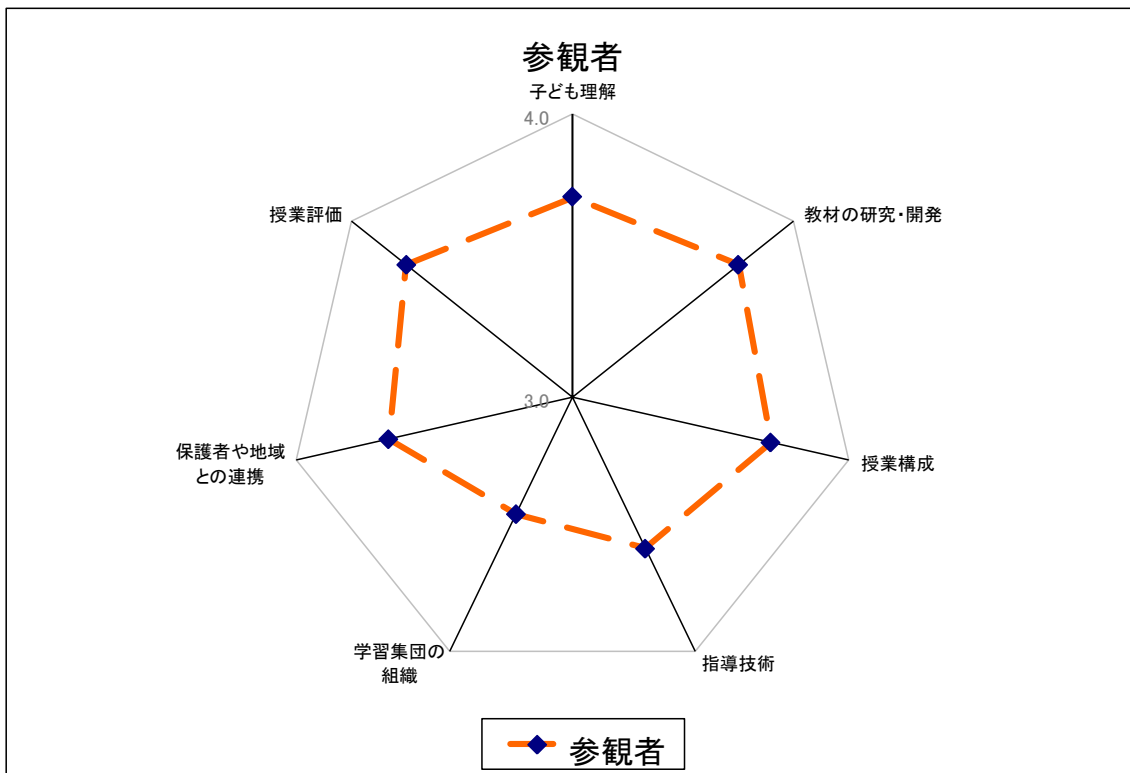 参観者
子ども理解
4.0
授業評価
教材の研究・開発
3.0
保護者や地域
との連携
授業構成
学習集団の
組織
指導技術
参観者